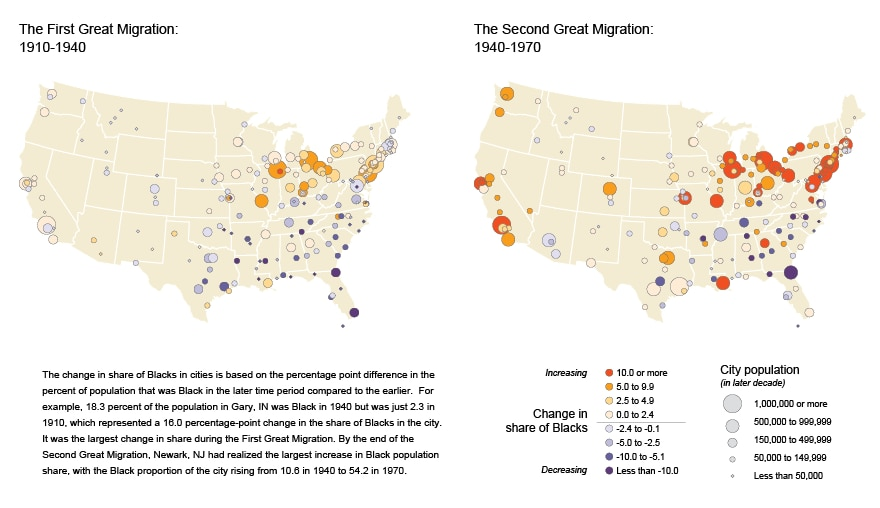 The First Great Migration:
1910-1940
The Second Great Migration:
1940-1970
The change in share of Blacks in cities is based on the percentage point difference in the
percent of population that was Black in the later time period compared to the earlier. For
example, 18.3 percent of the population in Gary, IN was Black in 1940 but was just 2.3 in
1910, which represented a 16.0 percentage-point change in the share of Blacks in the city.
It was the largest change in share during the First Great Migration. By the end of the
Second Great Migration, Newark, NJ had realized the largest increase in Black population
share, with the Black proportion of the city rising from 10.6 in 1940 to 54.2 in 1970.
Increasing
Change in
share of Blacks
Decreasing
10.0 or more
5.0 to 9.9
2.5 to 4.9
0.0 to 2.4
-2.4 to -0.1
-5.0 to -2.5
-10.0 to -5.1
Less than -10.0
City population
(in later decade)
1,000,000 or more
500,000 to 999,999
150,000 to 499,999
50,000 to 149,999
Less than 50,000